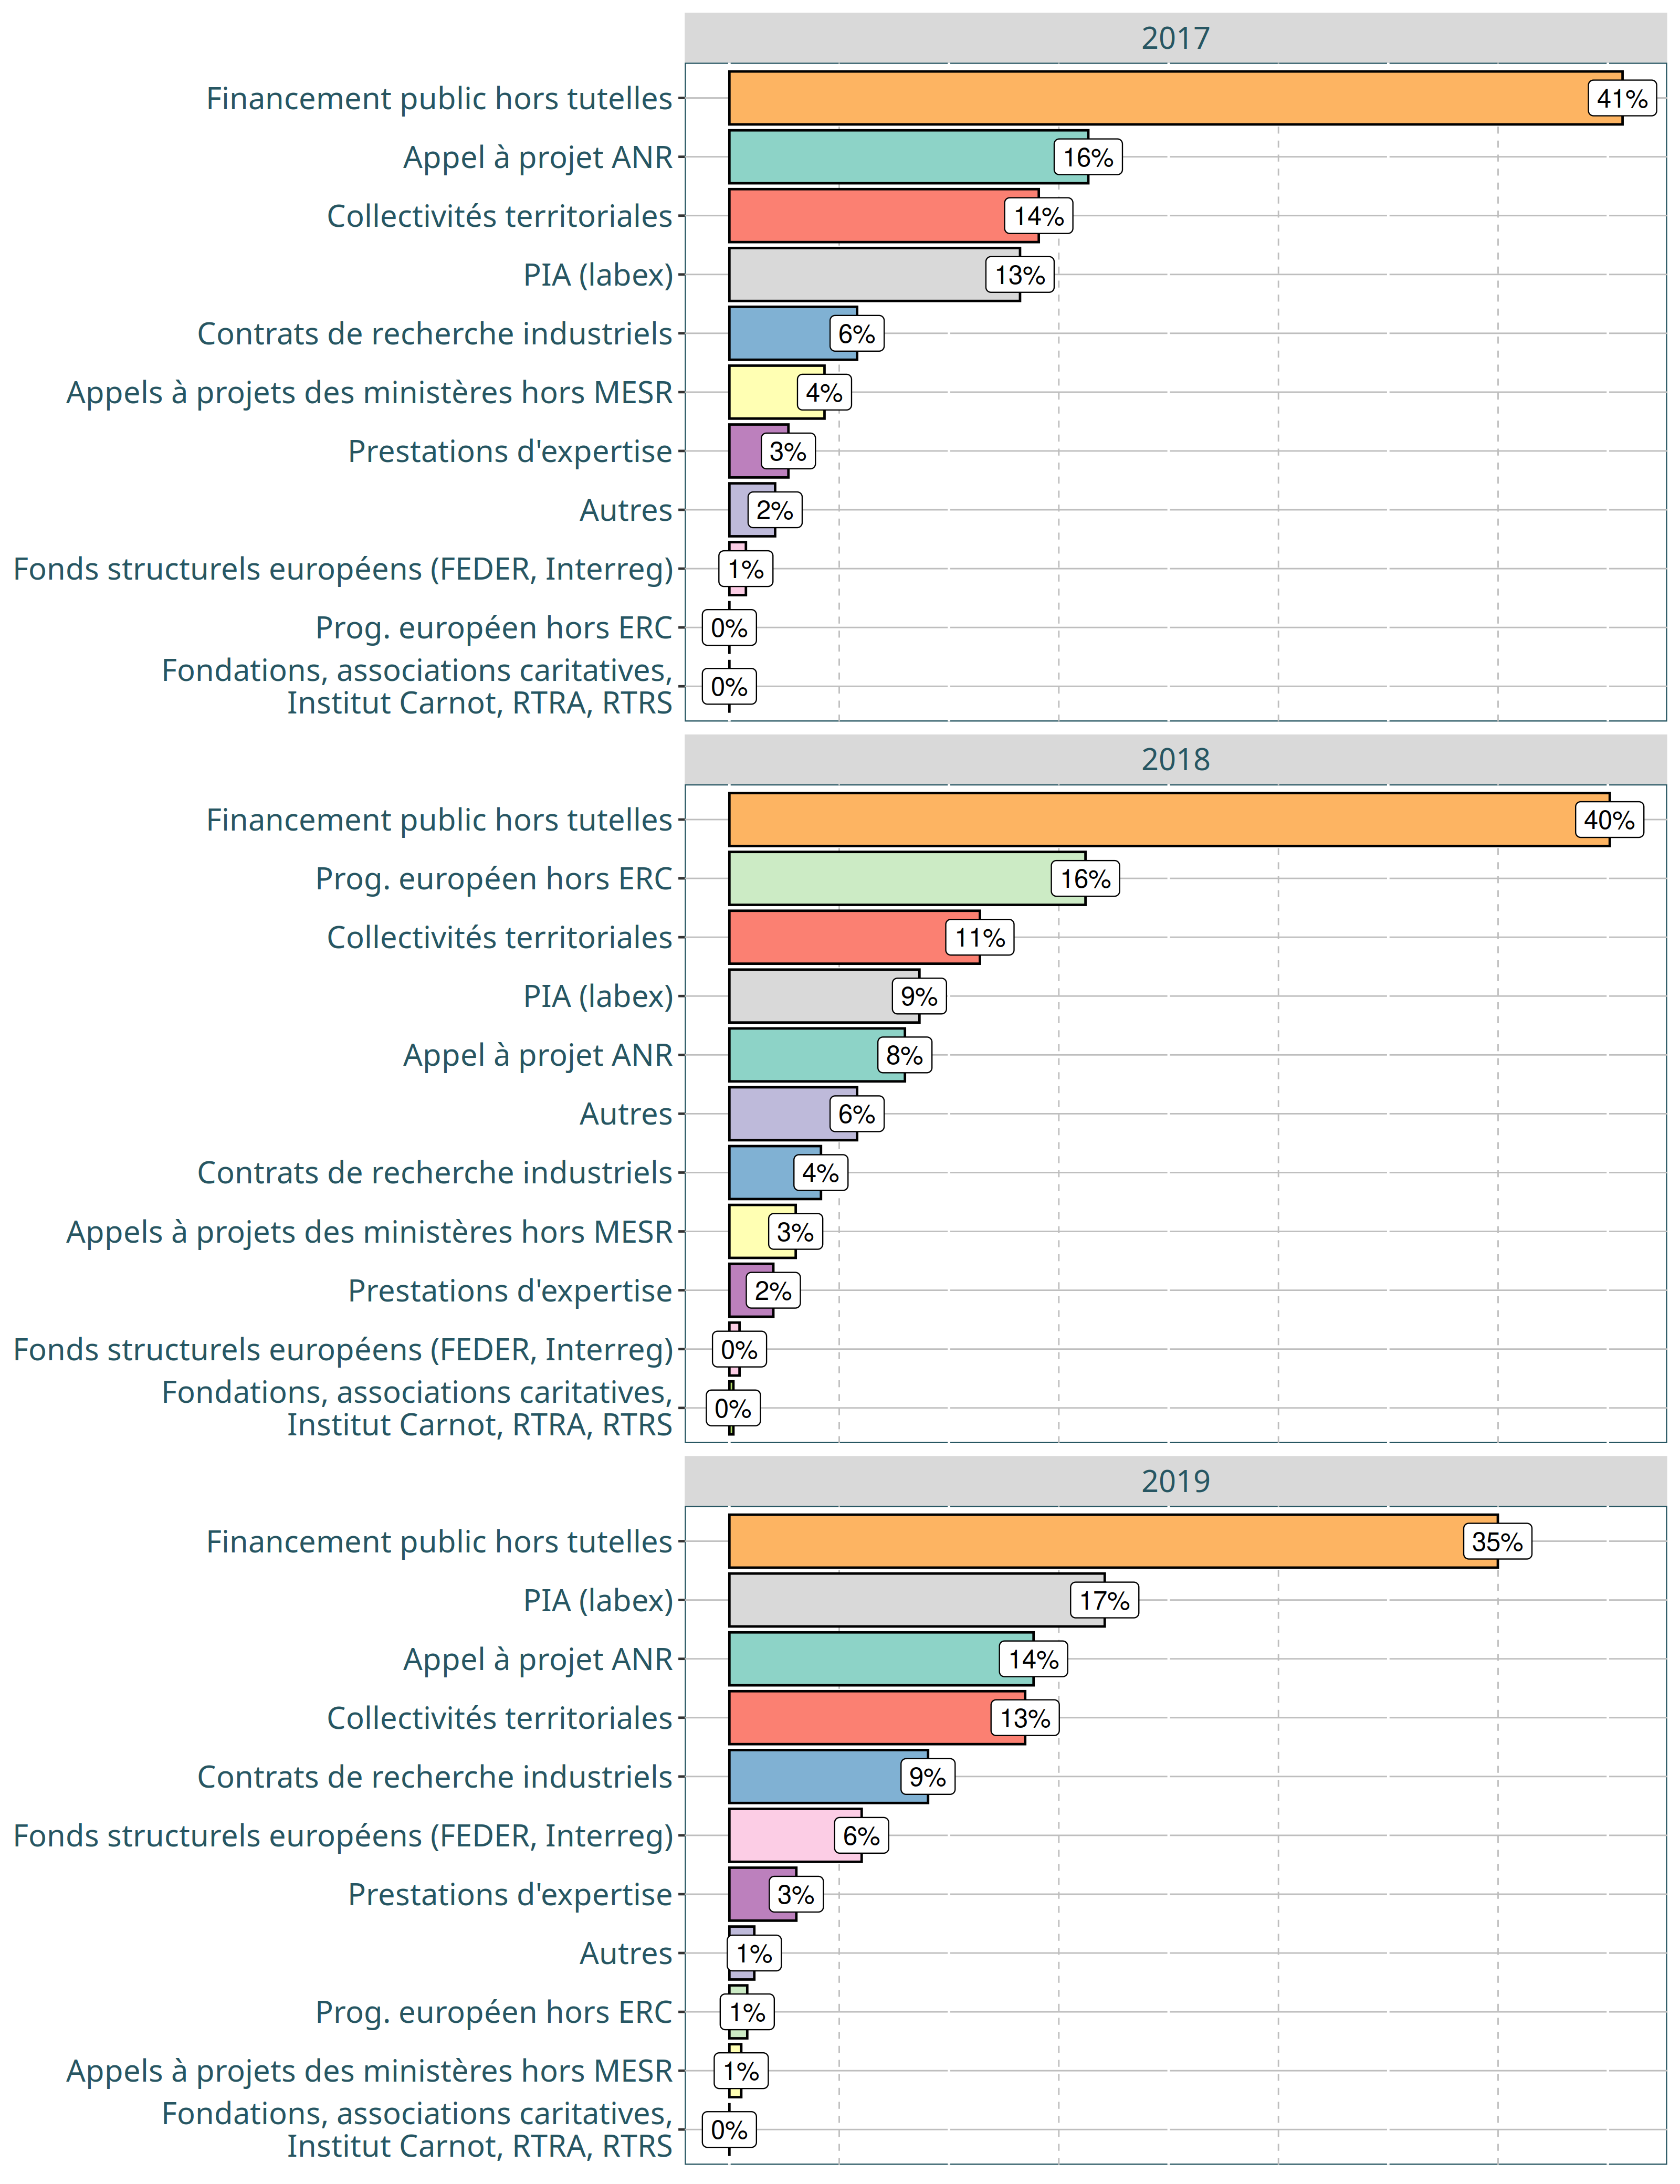 2017
Financement public hors tutelles 41%
Appel à projet ANR 16%
Collectivités territoriales 14%
PIA (labex) 13%
Contrats de recherche industriels 6%
Appels à projets des ministères hors MESR 4%
Prestations d'expertise 3%
Autres 2%
Fonds structurels européens (FEDER, Interreg) 1%
Prog. européen hors ERC 0%
Fondations, associations caritatives,
Institut Carnot, RTRA, RTRS 0%
2018
Financement public hors tutelles 40%
Prog. européen hors ERC 16%
Collectivités territoriales 11%
PIA (labex) 9%
Appel à projet ANR 8%
Autres 6%
Contrats de recherche industriels 4%
Appels à projets des ministères hors MESR 3%
Prestations d'expertise 2%
Fonds structurels européens (FEDER, Interreg) 0%
Fondations, associations caritatives,
Institut Carnot, RTRA, RTRS 0%
2019
Financement public hors tutelles 35%
PIA (labex) 17%
Appel à projet ANR 14%
Collectivités territoriales 13%
Contrats de recherche industriels 9%
Fonds structurels européens (FEDER, Interreg) 6%
Prestations d'expertise 3%
Autres 1%
Prog. européen hors ERC 1%
Appels à projets des ministères hors MESR 1%
Fondations, associations caritatives,
Institut Carnot, RTRA, RTRS 0%